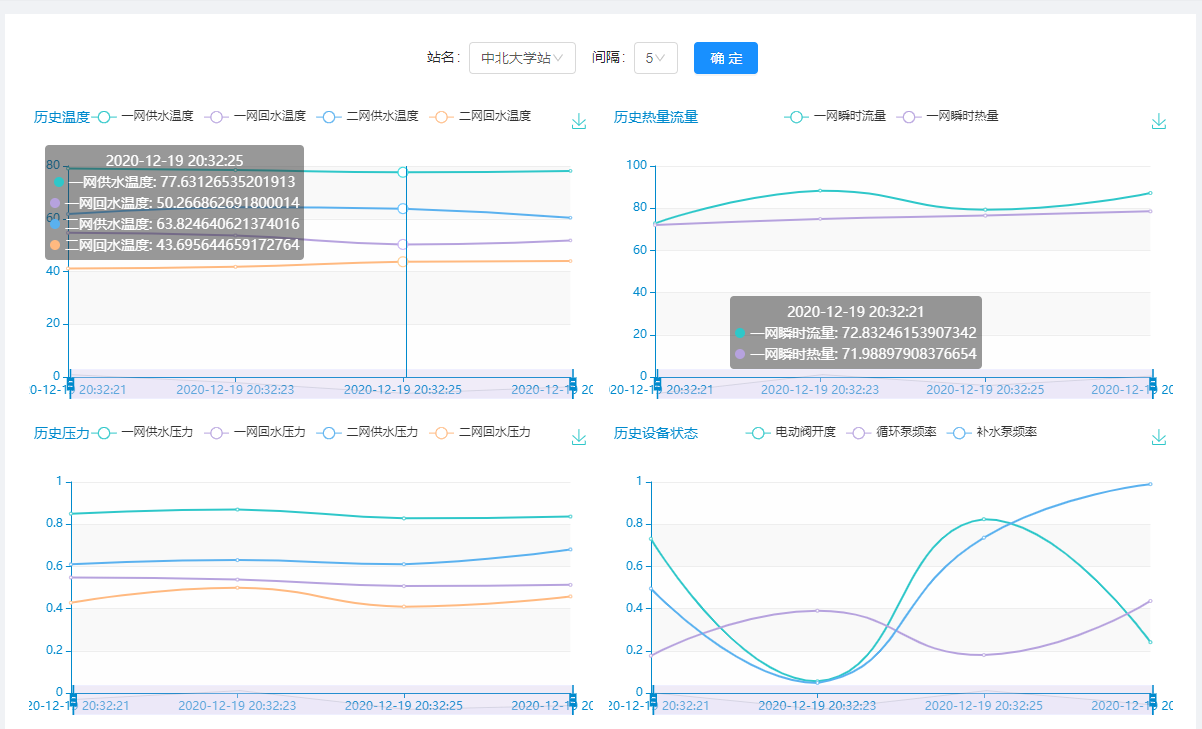 站名: 中北大学站 间隔: 5 确 定
历史温度 一网供水温度 一网回水温度 二网供水温度 二网回水温度
80
60
40
20
0
2020-12-19 20:32:25
一网供水温度: 77.63126535201913
一网回水温度: 50.266862691800014
二网供水温度: 63.824640621374016
二网回水温度: 43.695644659172764
0-12-19 20:32:21 2020-12-19 20:32:23 2020-12-19 20:32:25 2020-12-19 20
历史热量流量 一网瞬时流量 一网瞬时热量
100
80
60
40
20
0
2020-12-19 20:32:21
一网瞬时流量: 72.83246153907342
一网瞬时热量: 71.98897908376654
20-12-19 20:32:21 2020-12-19 20:32:23 2020-12-19 20:32:25 2020-12-19 20
历史压力 一网供水压力 一网回水压力 二网供水压力 二网回水压力
1
0.8
0.6
0.4
0.2
0
20-12-19 20:32:21 2020-12-19 20:32:23 2020-12-19 20:32:25 2020-12-19 20
历史设备状态 电动阀开度 循环泵频率 补水泵频率
1
0.8
0.6
0.4
0.2
0
20-12-19 20:32:21 2020-12-19 20:32:23 2020-12-19 20:32:25 2020-12-19 20